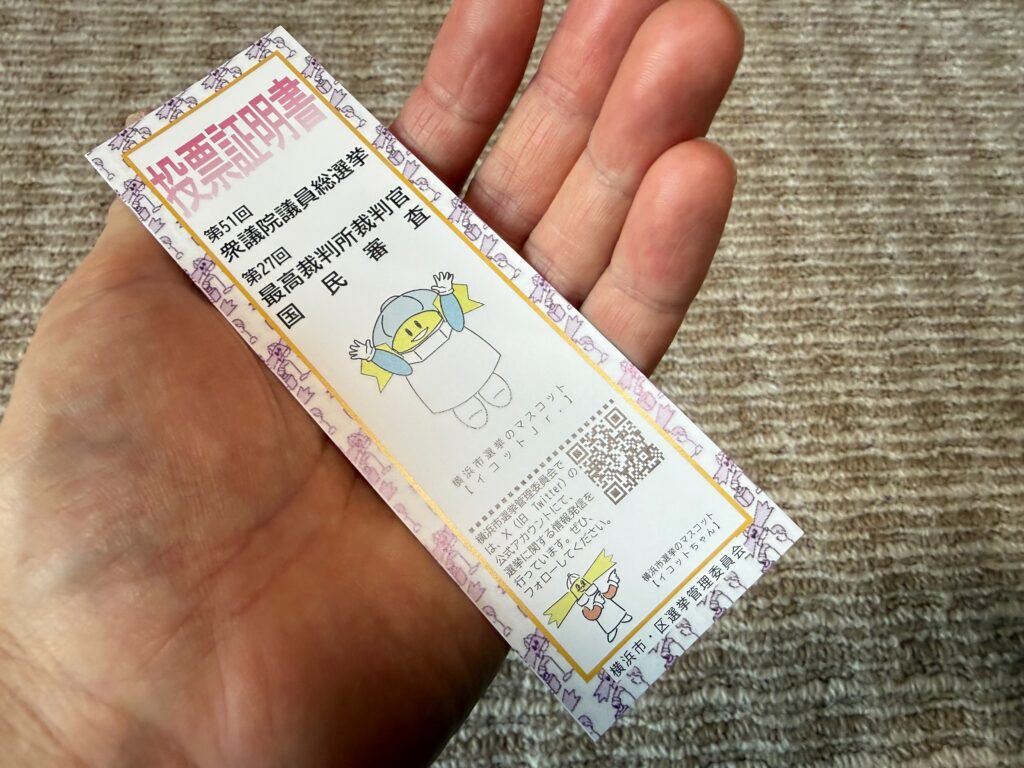 投票証明書
第51回
衆議院議員総選挙
第27回
最高裁判所裁判官
国民審査
横浜市選挙のマスコット
【イコットJr.】
横浜市選挙管理委員会で
は、X（旧 Twitter）の
公式アカウントにて、
選挙に関する情報発信を
行っています。ぜひ、
フォローしてください。
横浜市選挙のマスコット
【イコットちゃん】
横浜市・区選挙管理委員会